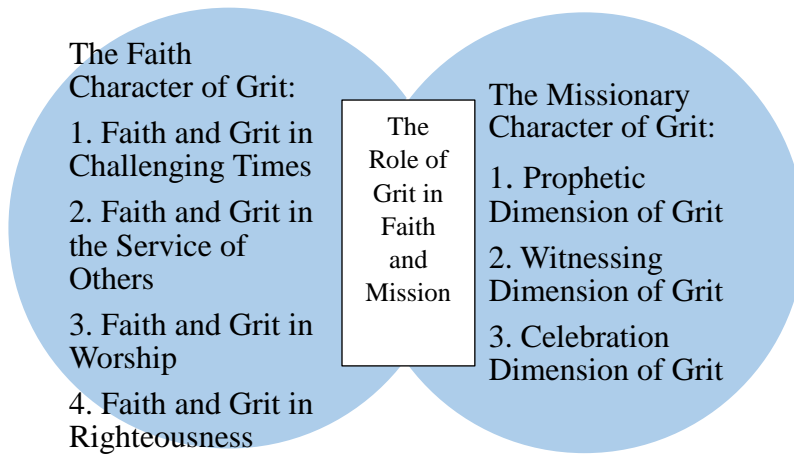 The Faith
Character of Grit:
1. Faith and Grit in
Challenging Times
2. Faith and Grit in
the Service of
Others
3. Faith and Grit in
Worship
4. Faith and Grit in
Righteousness
The
Role of
Grit in
Faith
and
Mission
The Missionary
Character of Grit:
1. Prophetic
Dimension of Grit
2. Witnessing
Dimension of Grit
3. Celebration
Dimension of Grit